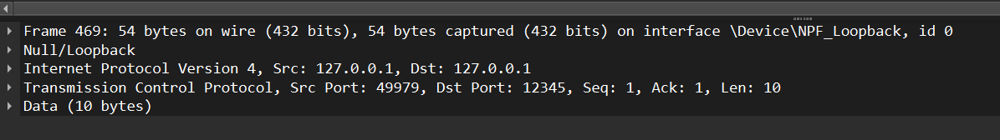 Frame 469: 54 bytes on wire (432 bits), 54 bytes captured (432 bits) on interface \Device\NPF_Loopback, id 0
Null/Loopback
Internet Protocol Version 4, Src: 127.0.0.1, Dst: 127.0.0.1
Transmission Control Protocol, Src Port: 49979, Dst Port: 12345, Seq: 1, Ack: 1, Len: 10
Data (10 bytes)